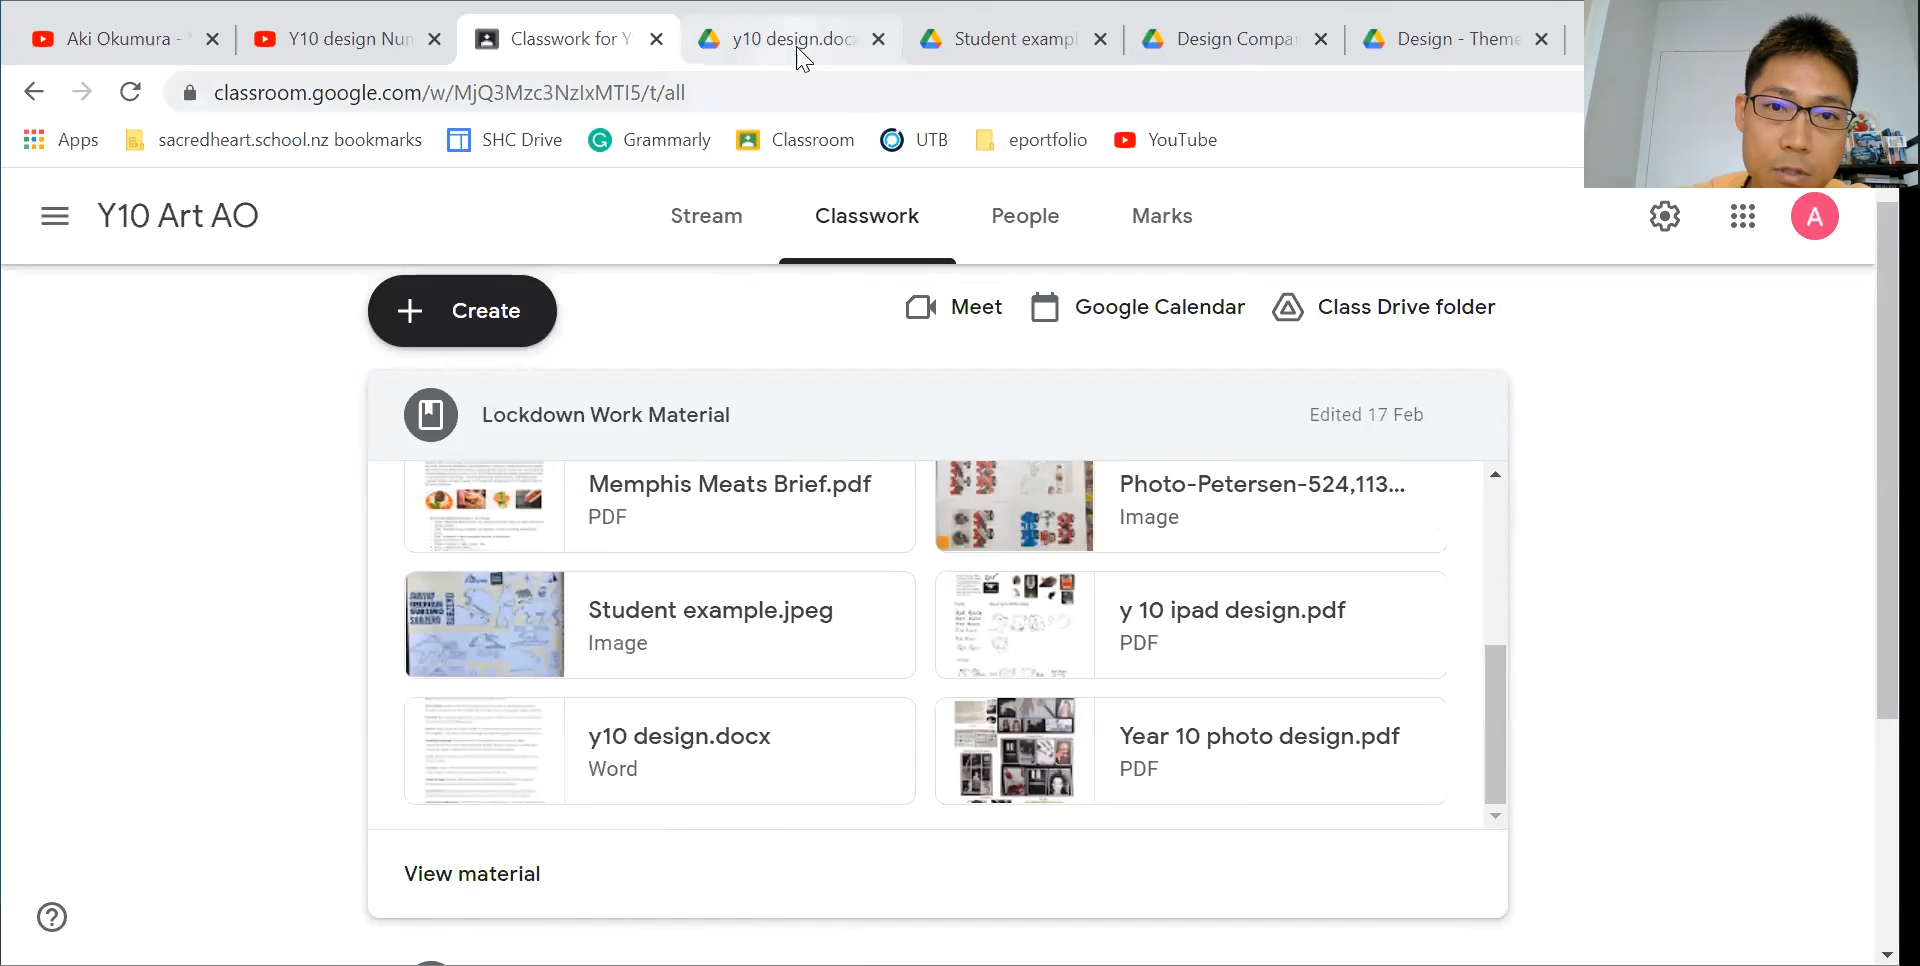 Aki Okumura -
Y10 design Nun
Classwork for Y
y10 design.doc
Student exampl
Design Compa
Design - Theme
classroom.google.com/w/MjQ3Mzc3NzIxMTI5/t/all
Apps
sacredheart.school.nz bookmarks
SHC Drive
Grammarly
Classroom
UTB
eportfolio
YouTube
Y10 Art AO
Stream
Classwork
People
Marks
A
Create
Meet
Google Calendar
Class Drive folder
Lockdown Work Material
Edited 17 Feb
Memphis Meats Brief.pdf
PDF
Photo-Petersen-524,113...
Image
Student example.jpeg
Image
y 10 ipad design.pdf
PDF
y10 design.docx
Word
Year 10 photo design.pdf
PDF
View material